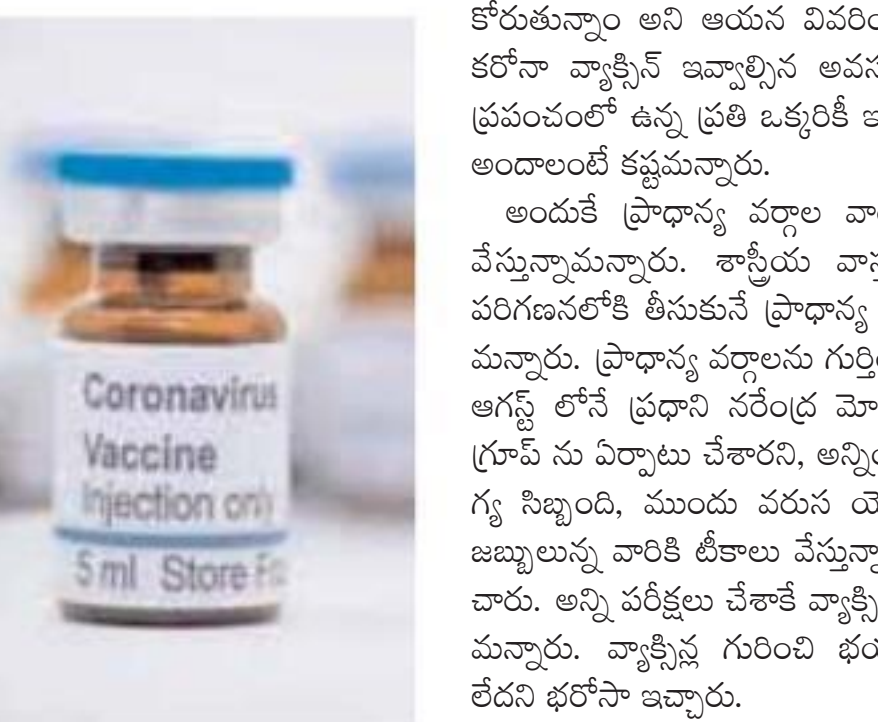 Coronavirus
Vaccine
Injection only
5 ml Store
కోరుతున్నాం అని ఆయన
కరోనా వ్యాక్సిన్ ఇవ్వాల్సిన
ప్రపంచంలో ఉన్న ప్రతి ఒక్కరికీ
అందాలంటే కష్టమన్నారు.
అందుకే ప్రాధాన్య వర్గాల
వేస్తున్నామన్నారు. శాస్త్రీయ
పరిగణనలోకి తీసుకునే ప్రాధాన్య
మన్నారు. ప్రాధాన్య వర్గాలను
ఆగస్ట్ లోనే ప్రధాని నరేంద్ర
గ్రూప్ ను ఏర్పాటు చేశారని,
గ్య సిబ్బంది, ముందు వరుస
జబ్బులున్న వారికి టీకాలు
చారు. అన్ని పరీక్షలు చేశాకే
మన్నారు. వ్యాక్సిన్ల గురించి
లేదని భరోసా ఇచ్చారు.